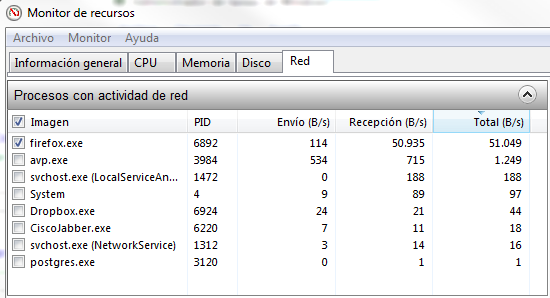 Monitor de recursos
Archivo Monitor Ayuda
Información general CPU Memoria Disco Red
Procesos con actividad de red
Imagen PID Envío (B/s) Recepción (B/s) Total (B/s)
firefox.exe 6892 114 50.935 51.049
avp.exe 3984 534 715 1.249
svchost.exe (LocalServiceAn... 1472 0 188 188
System 4 9 89 97
Dropbox.exe 6924 24 21 44
CiscoJabber.exe 6220 7 11 18
svchost.exe (NetworkService) 1312 3 14 16
postgres.exe 3120 0 1 1